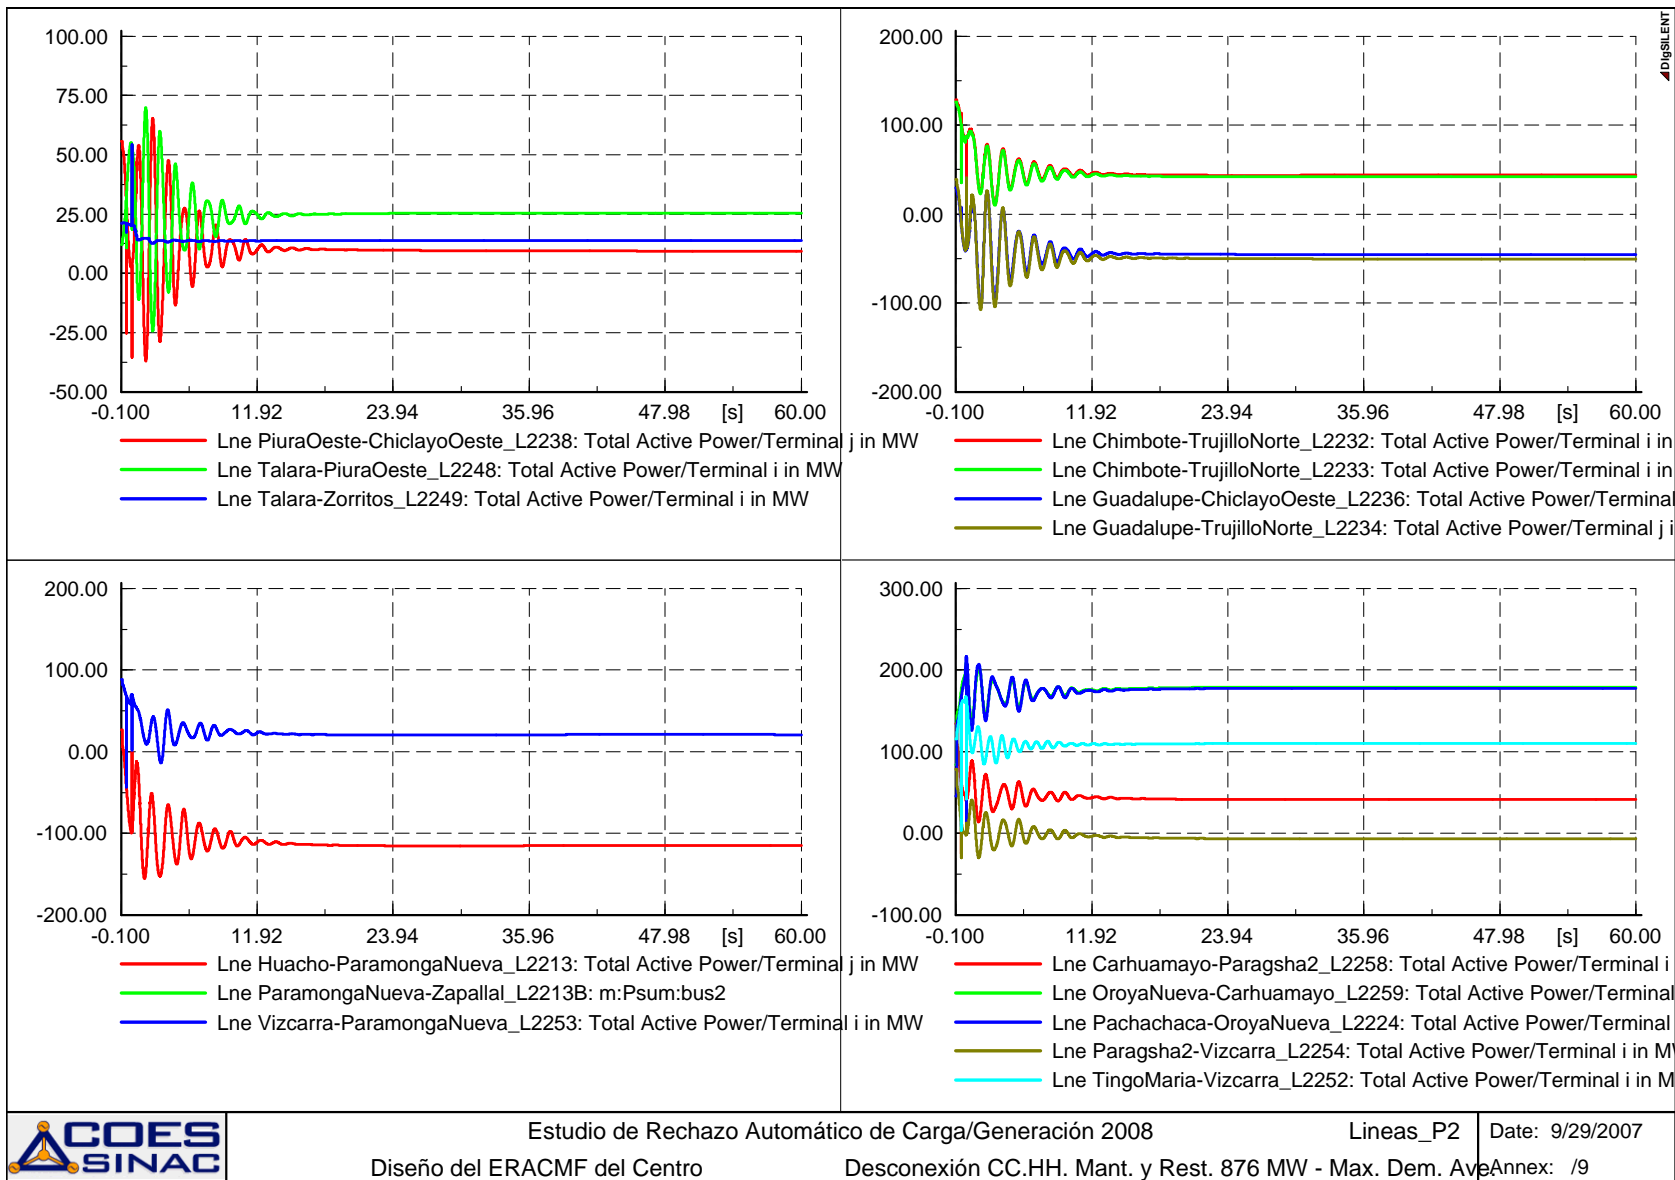 100.00
75.00
50.00
25.00
0.00
-25.00
-50.00
-0.100 11.92 23.94 35.96 47.98 [s] 60.00
Lne PiuraOeste-ChiclayoOeste_L2238: Total Active Power/Terminal j in MW
Lne Talara-PiuraOeste_L2248: Total Active Power/Terminal i in MW
Lne Talara-Zorritos_L2249: Total Active Power/Terminal i in MW
200.00
100.00
0.00
-100.00
-200.00
-0.100 11.92 23.94 35.96 47.98 [s] 60.00
Lne Chimbote-TrujilloNorte_L2232: Total Active Power/Terminal i in
Lne Chimbote-TrujilloNorte_L2233: Total Active Power/Terminal i in
Lne Guadalupe-ChiclayoOeste_L2236: Total Active Power/Terminal
Lne Guadalupe-TrujilloNorte_L2234: Total Active Power/Terminal j i
DIgSILENT
200.00
100.00
0.00
-100.00
-200.00
-0.100 11.92 23.94 35.96 47.98 [s] 60.00
Lne Huacho-ParamongaNueva_L2213: Total Active Power/Terminal j in MW
Lne ParamongaNueva-Zapallal_L2213B: m:Psum:bus2
Lne Vizcarra-ParamongaNueva_L2253: Total Active Power/Terminal i in MW
300.00
200.00
100.00
0.00
-100.00
-0.100 11.92 23.94 35.96 47.98 [s] 60.00
Lne Carhuamayo-Paragsha2_L2258: Total Active Power/Terminal i
Lne OroyaNueva-Carhuamayo_L2259: Total Active Power/Terminal
Lne Pachachaca-OroyaNueva_L2224: Total Active Power/Terminal
Lne Paragsha2-Vizcarra_L2254: Total Active Power/Terminal i in M
Lne TingoMaria-Vizcarra_L2252: Total Active Power/Terminal i in M
COES
SINAC
Estudio de Rechazo Automático de Carga/Generación 2008 Lineas_P2
Diseño del ERACMF del Centro Desconexión CC.HH. Mant. y Rest. 876 MW - Max. Dem. Ave
Date: 9/29/2007
Annex: /9